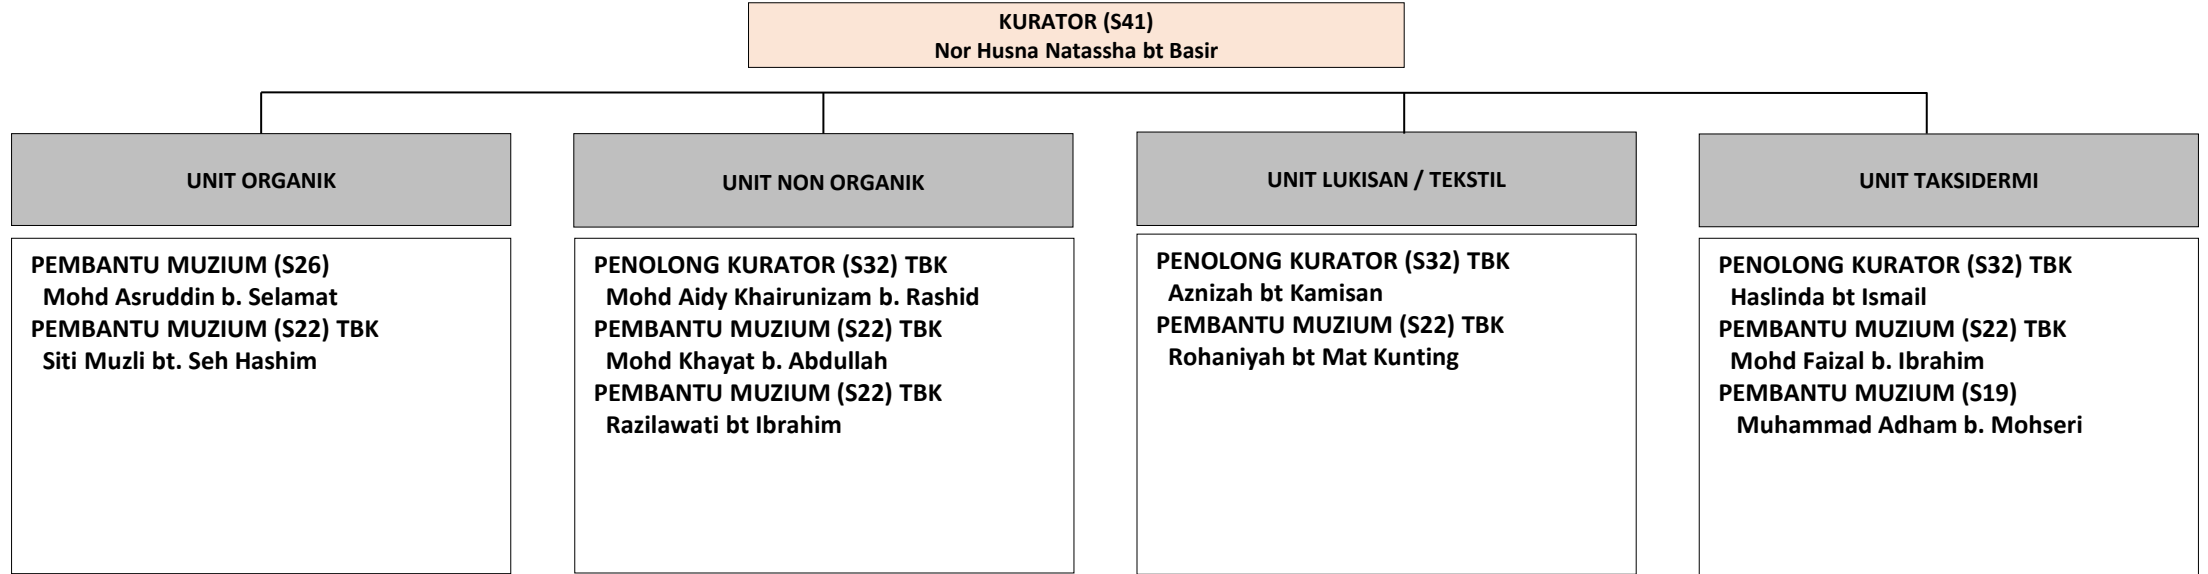 KURATOR (S41)
Nor Husna Natassha bt Basir
UNIT ORGANIK
PEMBANTU MUZIUM (S26)
Mohd Asruddin b. Selamat
PEMBANTU MUZIUM (S22) TBK
Siti Muzli bt. Seh Hashim
UNIT NON ORGANIK
PENOLONG KURATOR (S32) TBK
Mohd Aidy Khairunizam b. Rashid
PEMBANTU MUZIUM (S22) TBK
Mohd Khayat b. Abdullah
PEMBANTU MUZIUM (S22) TBK
Razilawati bt Ibrahim
UNIT LUKISAN / TEKSTIL
PENOLONG KURATOR (S32) TBK
Aznizah bt Kamisan
PEMBANTU MUZIUM (S22) TBK
Rohaniyah bt Mat Kunting
UNIT TAKSIDERMI
PENOLONG KURATOR (S32) TBK
Haslinda bt Ismail
PEMBANTU MUZIUM (S22) TBK
Mohd Faizal b. Ibrahim
PEMBANTU MUZIUM (S19)
Muhammad Adham b. Mohseri